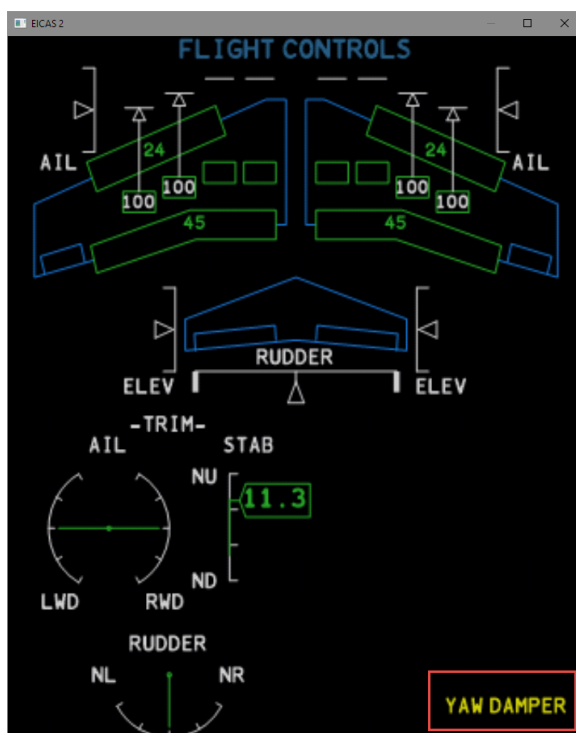 EICAS 2
FLIGHT CONTROLS
AIL 24 100 100 100 24 100 AIL
45 45
RUDDER
ELEV ELEV
-TRIM-
AIL STAB
NU
11.3
ND
LWD RWD
RUDDER
NL NR
YAW DAMPER